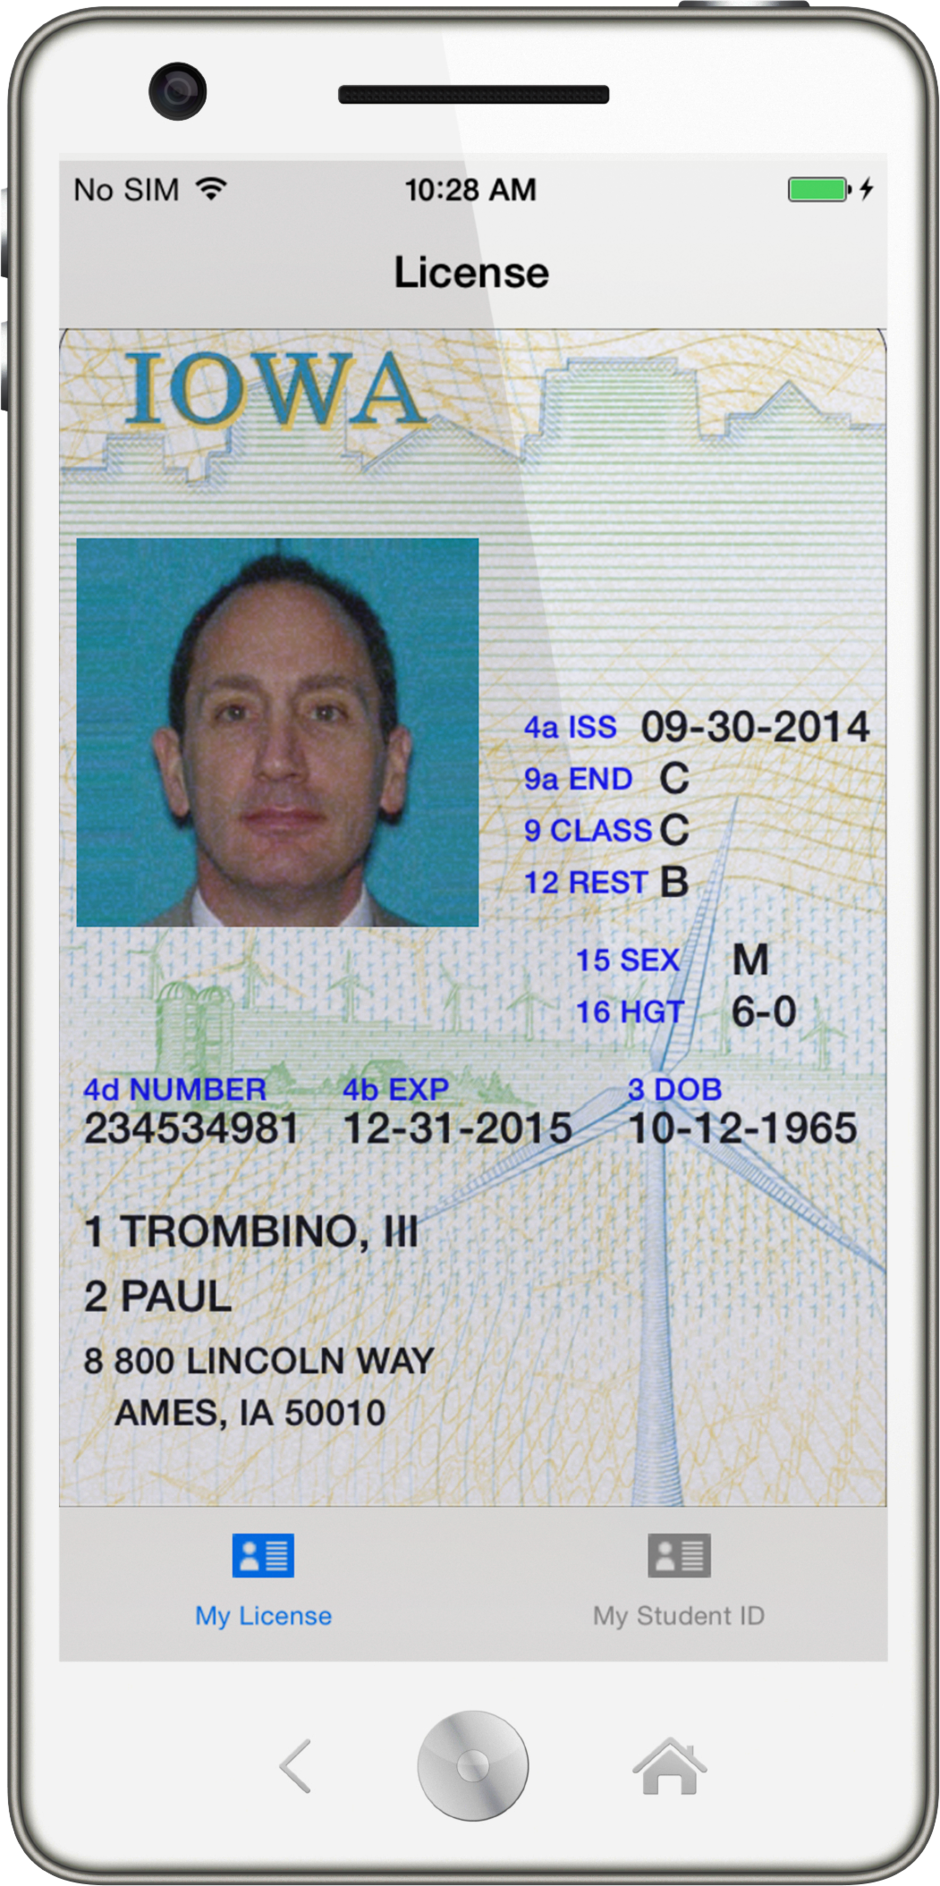 No SIM 10:28 AM
License
IOWA
4a ISS 09-30-2014
9a END C
9 CLASS C
12 REST B
15 SEX M
16 HGT 6-0
4d NUMBER 4b EXP 3 DOB
234534981 12-31-2015 10-12-1965
1 TROMBINO, III
2 PAUL
8 800 LINCOLN WAY
AMES, IA 50010
My License My Student ID